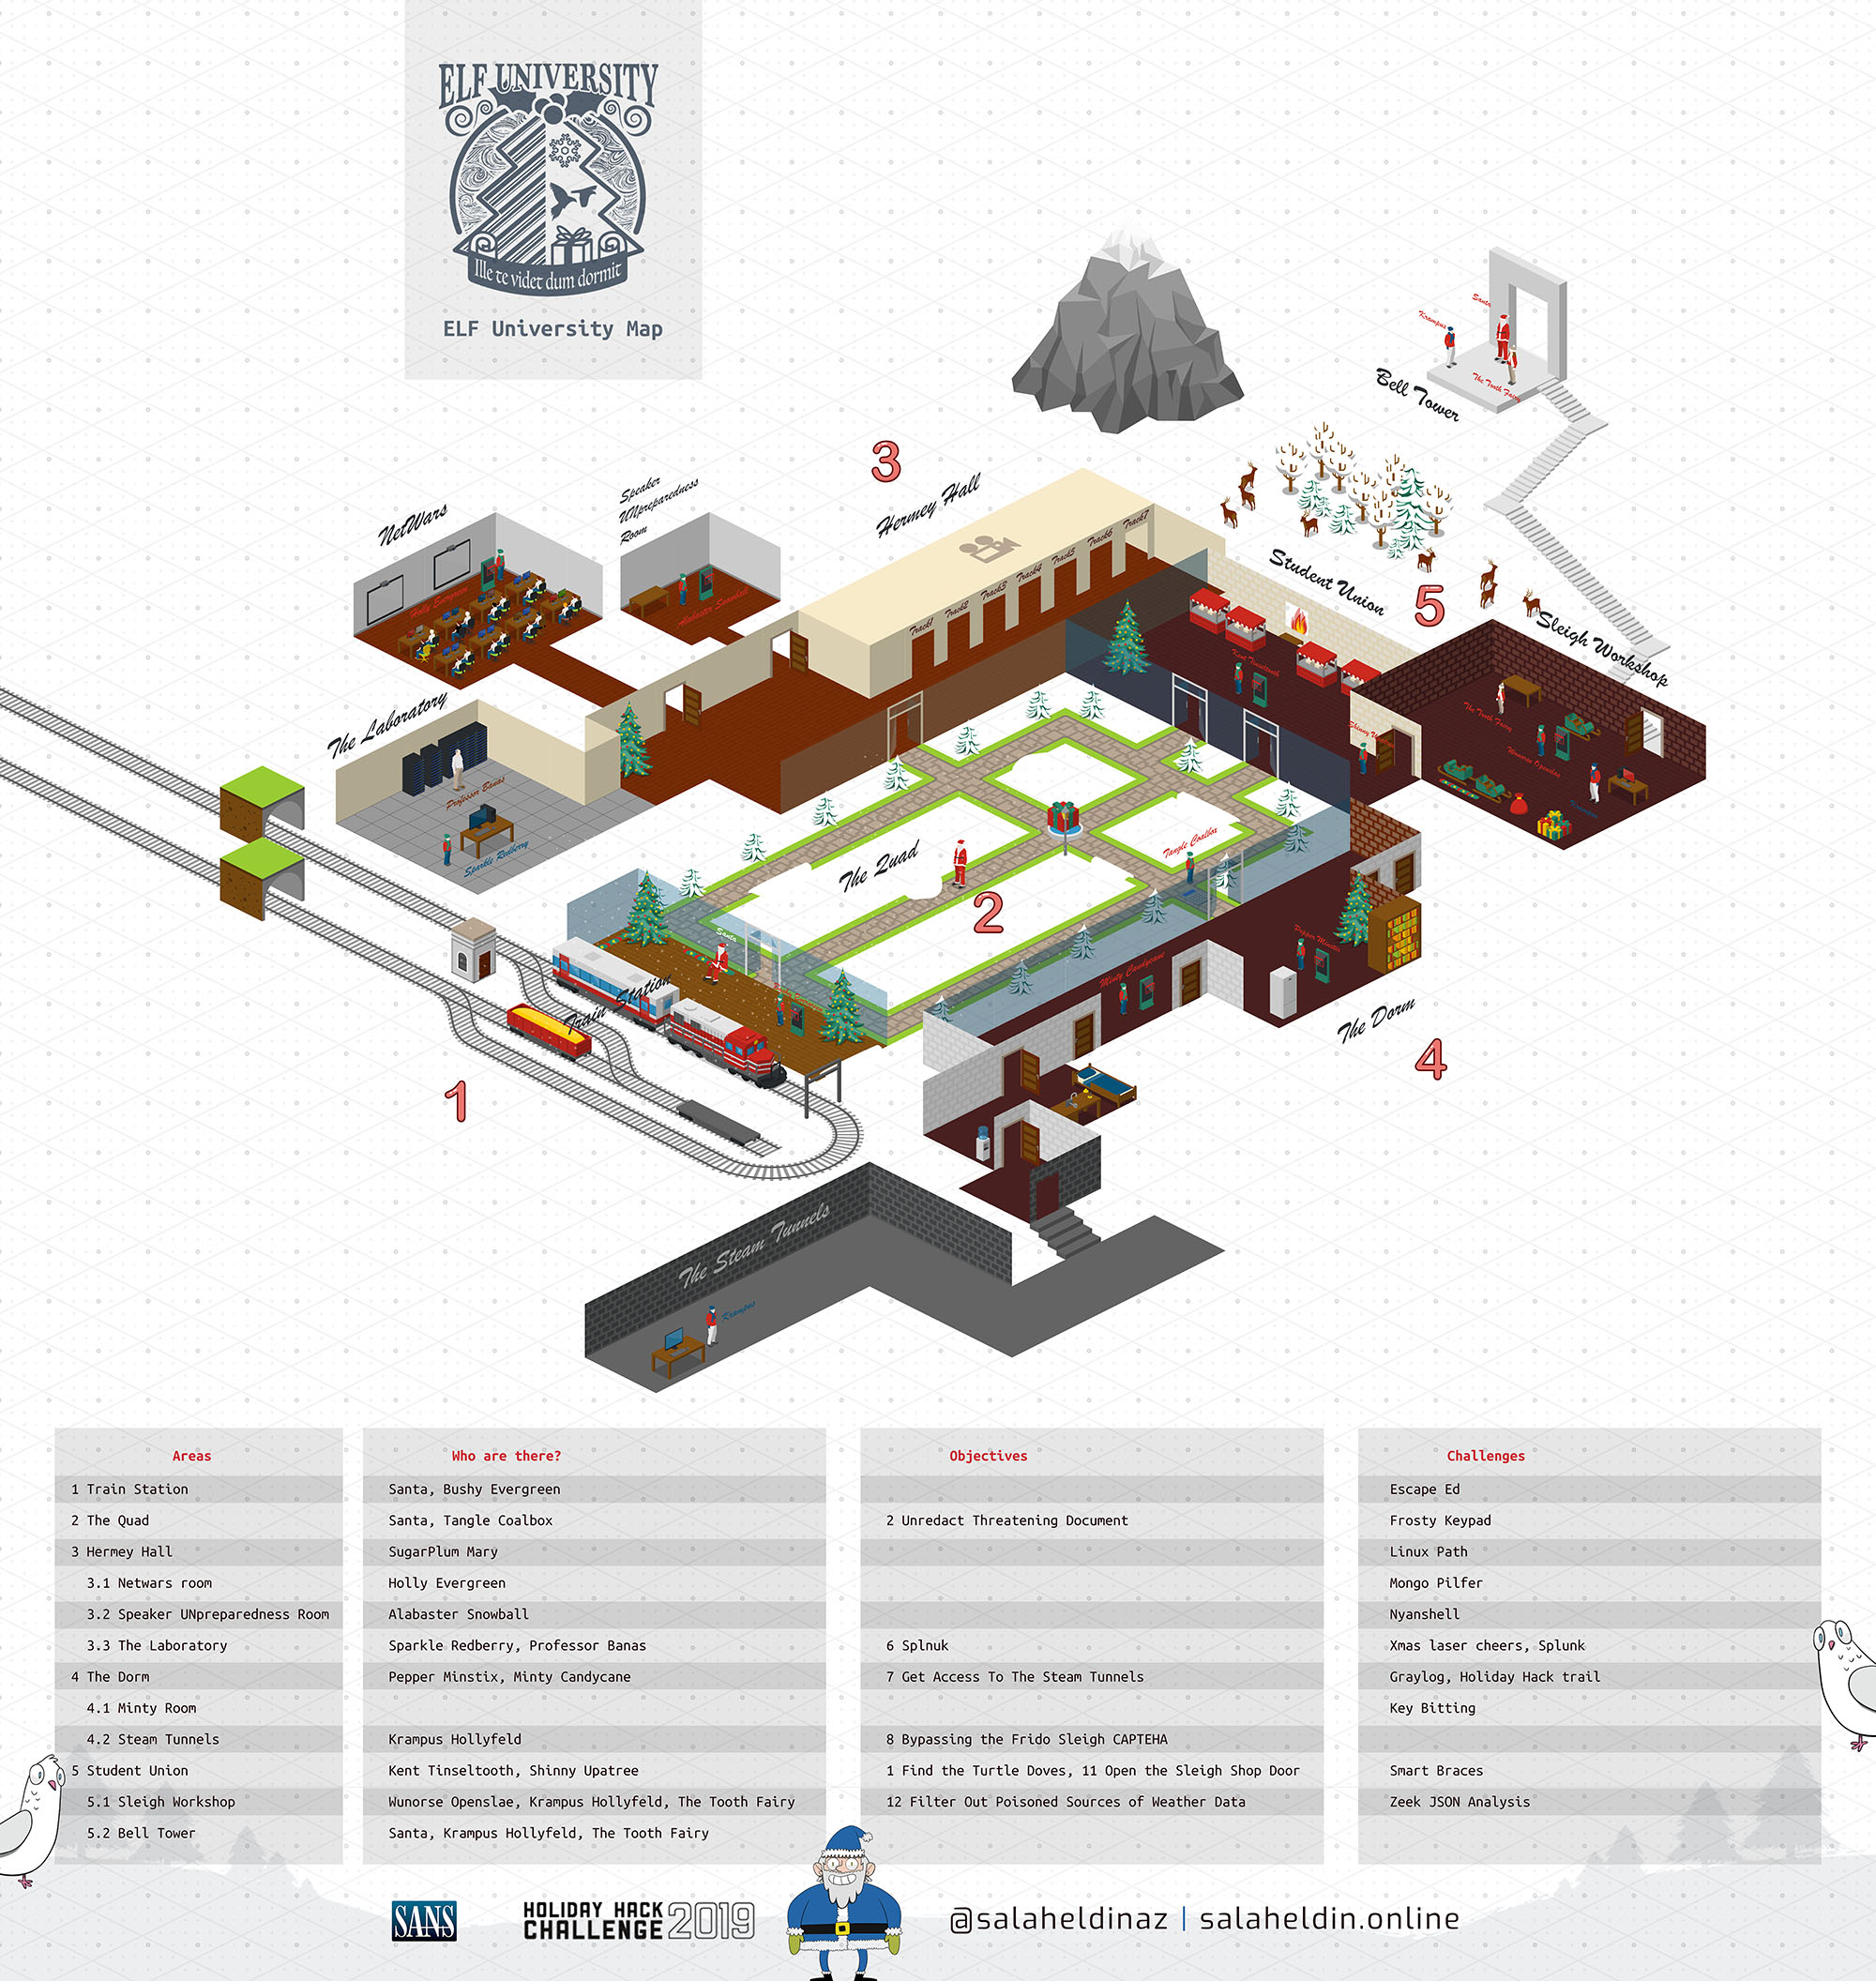 ELF UNIVERSITY
Ille te videt dum dormit
ELF University Map
Santa
Krampus
The Tooth Fairy
Bell Tower
3
Hermey Hall
Speaker
UNpreparedness
Room
NetWars
Holly Evergreen
Alabaster Snowball
Track1
Track2
Track3
Track4
Track5
Track6
Track7
Student Union
5
Sleigh Workshop
Kent Tinseltooth
Shinny Upatree
The Tooth Fairy
Wunorse Openslae
Krampus
The Laboratory
Professor Banas
Sparkle Redberry
The Quad
2
Tangle Coalbox
Santa
Train Station
1
Minty Candycane
Pepper Minstix
The Dorm
4
The Steam Tunnels
Krampus
Areas Who are there? Objectives Challenges
1 Train Station Santa, Bushy Evergreen Escape Ed
2 The Quad Santa, Tangle Coalbox 2 Unredact Threatening Document Frosty Keypad
3 Hermey Hall SugarPlum Mary Linux Path
3.1 Netwars room Holly Evergreen Mongo Pilfer
3.2 Speaker UNpreparedness Room Alabaster Snowball Nyanshell
3.3 The Laboratory Sparkle Redberry, Professor Banas 6 Splnuk Xmas laser cheers, Splunk
4 The Dorm Pepper Minstix, Minty Candycane 7 Get Access To The Steam Tunnels Graylog, Holiday Hack trail
4.1 Minty Room Key Bitting
4.2 Steam Tunnels Krampus Hollyfeld 8 Bypassing the Frido Sleigh CAPTEHA
5 Student Union Kent Tinseltooth, Shinny Upatree 1 Find the Turtle Doves, 11 Open the Sleigh Shop Door Smart Braces
5.1 Sleigh Workshop Wunorse Openslae, Krampus Hollyfeld, The Tooth Fairy 12 Filter Out Poisoned Sources of Weather Data Zeek JSON Analysis
5.2 Bell Tower Santa, Krampus Hollyfeld, The Tooth Fairy
SANS
HOLIDAY HACK
CHALLENGE 2019
@salaheldinaz | salaheldin.online